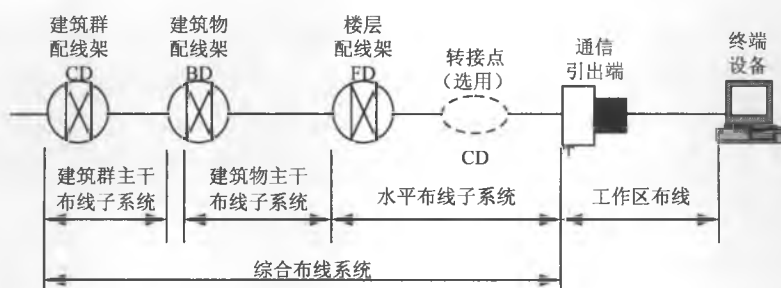 建筑群
配线架
CD
建筑物
配线架
BD
楼层
配线架
FD
转接点
（选用）
CD
通信
引出端
终端
设备
建筑群主干
布线子系统
建筑物主干
布线子系统
水平布线子系统
工作区布线
综合布线系统